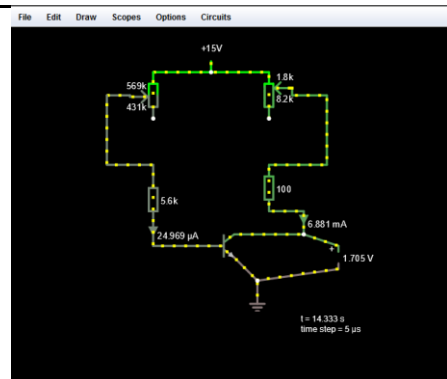 File Edit Draw Scopes Options Circuits
+15V
569k
431k
1.8k
8.2k
5.6k
100
24.969 µA
6.881 mA
+
1.705 V
t = 14.333 s
time step = 5 µs